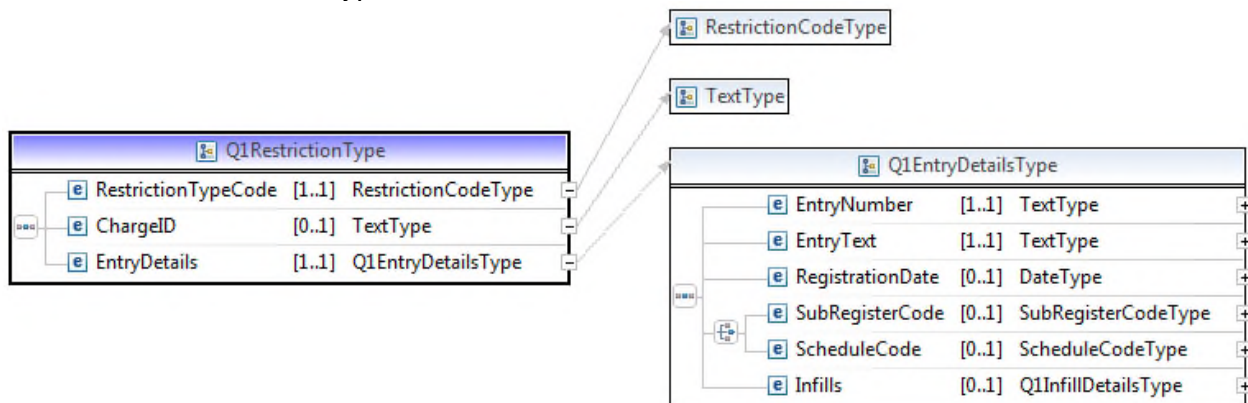 RestrictionCodeType
TextType
Q1RestrictionType
e RestrictionTypeCode [1..1] RestrictionCodeType
e ChargeID [0..1] TextType
e EntryDetails [1..1] Q1EntryDetailsType
Q1EntryDetailsType
e EntryNumber [1..1] TextType
e EntryText [1..1] TextType
e RegistrationDate [0..1] DateType
e SubRegisterCode [0..1] SubRegisterCodeType
e ScheduleCode [0..1] ScheduleCodeType
e Infills [0..1] Q1InfillDetailsType